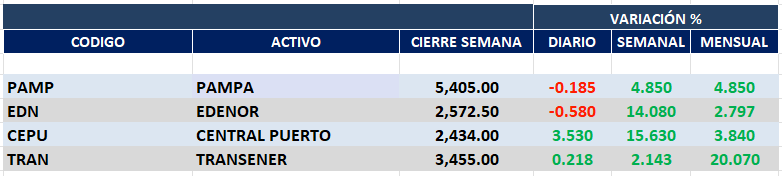 VARIACIÓN %
CODIGO ACTIVO CIERRE SEMANA DIARIO SEMANAL MENSUAL
PAMP PAMPA 5,405.00 -0.185 4.850 4.850
EDN EDENOR 2,572.50 -0.580 14.080 2.797
CEPU CENTRAL PUERTO 2,434.00 3.530 15.630 3.840
TRAN TRANSENER 3,455.00 0.218 2.143 20.070